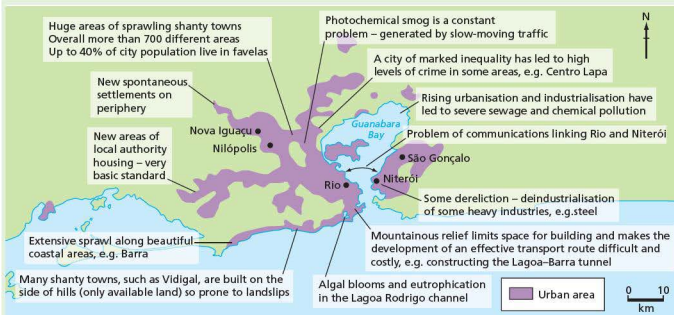 Huge areas of sprawling shanty towns
Overall more than 700 different areas
Up to 40% of city population live in favelas
Photochemical smog is a constant
problem – generated by slow-moving traffic
N
A city of marked inequality has led to high
levels of crime in some areas, e.g. Centro Lapa
New spontaneous
settlements on
periphery
Rising urbanisation and industrialisation have
led to severe sewage and chemical pollution
Guanabara
Bay
Nova Iguaçu
Problem of communications linking Rio and Niterói
New areas of
local authority
housing – very
basic standard
Nilópolis
São Gonçalo
Rio
Niterói
Some dereliction – deindustrialisation
of some heavy industries, e.g.steel
Extensive sprawl along beautiful
coastal areas, e.g. Barra
Mountainous relief limits space for building and makes the
development of an effective transport route difficult and
costly, e.g. constructing the Lagoa–Barra tunnel
Many shanty towns, such as Vidigal, are built on the
side of hills (only available land) so prone to landslips
Algal blooms and eutrophication
in the Lagoa Rodrigo channel
Urban area
0 10
km